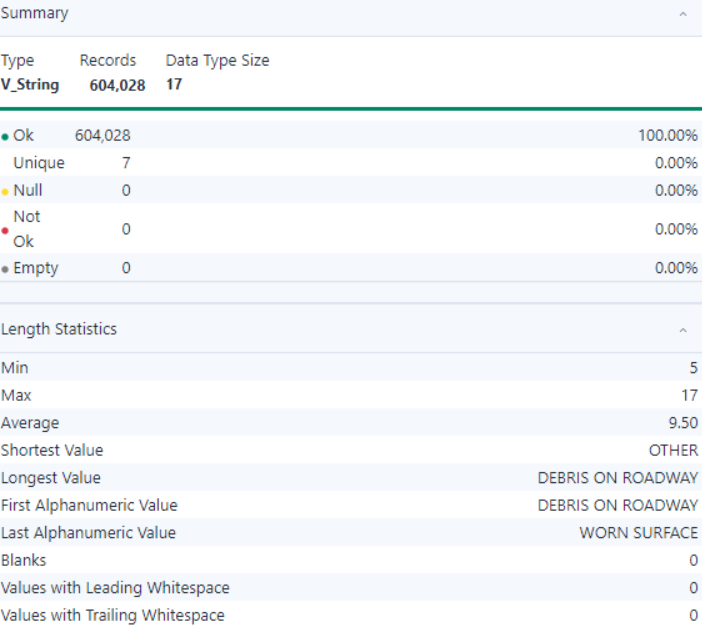 Summary
Type Records Data Type Size
V_String 604,028 17
Ok 604,028 100.00%
Unique 7 0.00%
Null 0 0.00%
Not
Ok 0 0.00%
Empty 0 0.00%
Length Statistics
Min 5
Max 17
Average 9.50
Shortest Value OTHER
Longest Value DEBRIS ON ROADWAY
First Alphanumeric Value DEBRIS ON ROADWAY
Last Alphanumeric Value WORN SURFACE
Blanks 0
Values with Leading Whitespace 0
Values with Trailing Whitespace 0